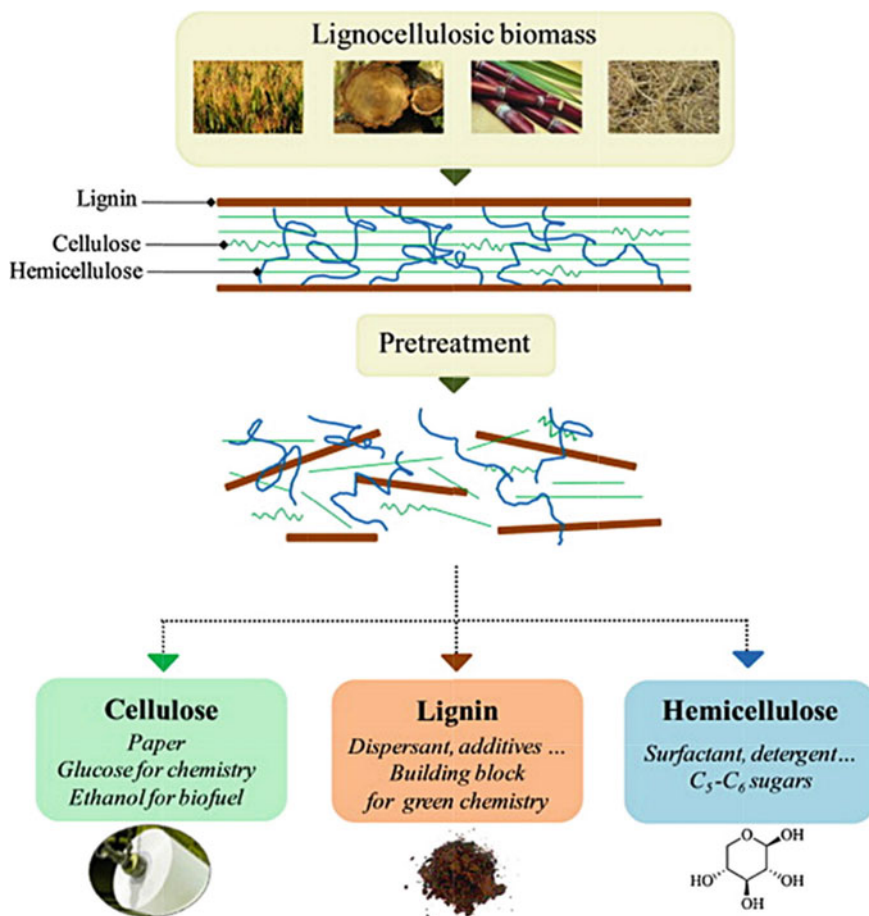 Lignocellulosic biomass
Lignin
Cellulose
Hemicellulose
Pretreatment
Cellulose
Paper
Glucose for chemistry
Ethanol for biofuel
Lignin
Dispersant, additives ...
Building block
for green chemistry
Hemicellulose
Surfactant, detergent...
C₅-C₆ sugars
O OH
HO OH
OH